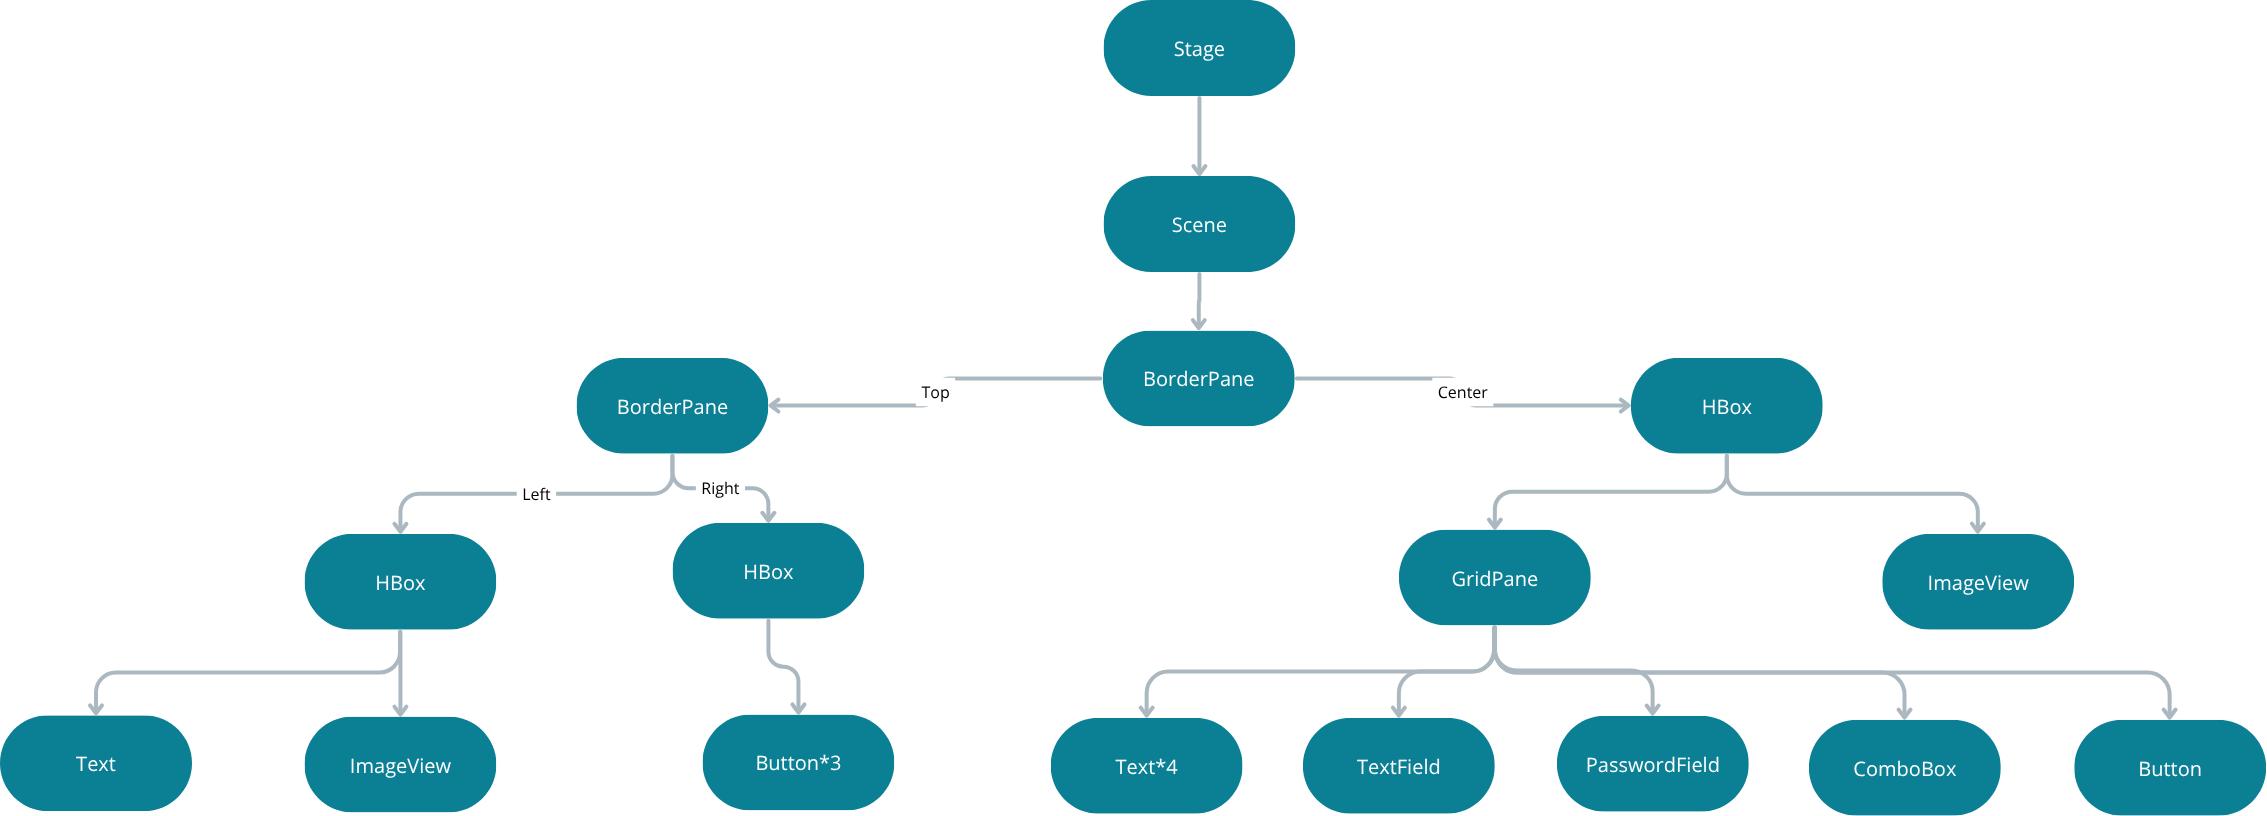 Stage
Scene
BorderPane
Top
Center
BorderPane
HBox
Left
Right
HBox
HBox
GridPane
ImageView
Text
ImageView
Button*3
Text*4
TextField
PasswordField
ComboBox
Button